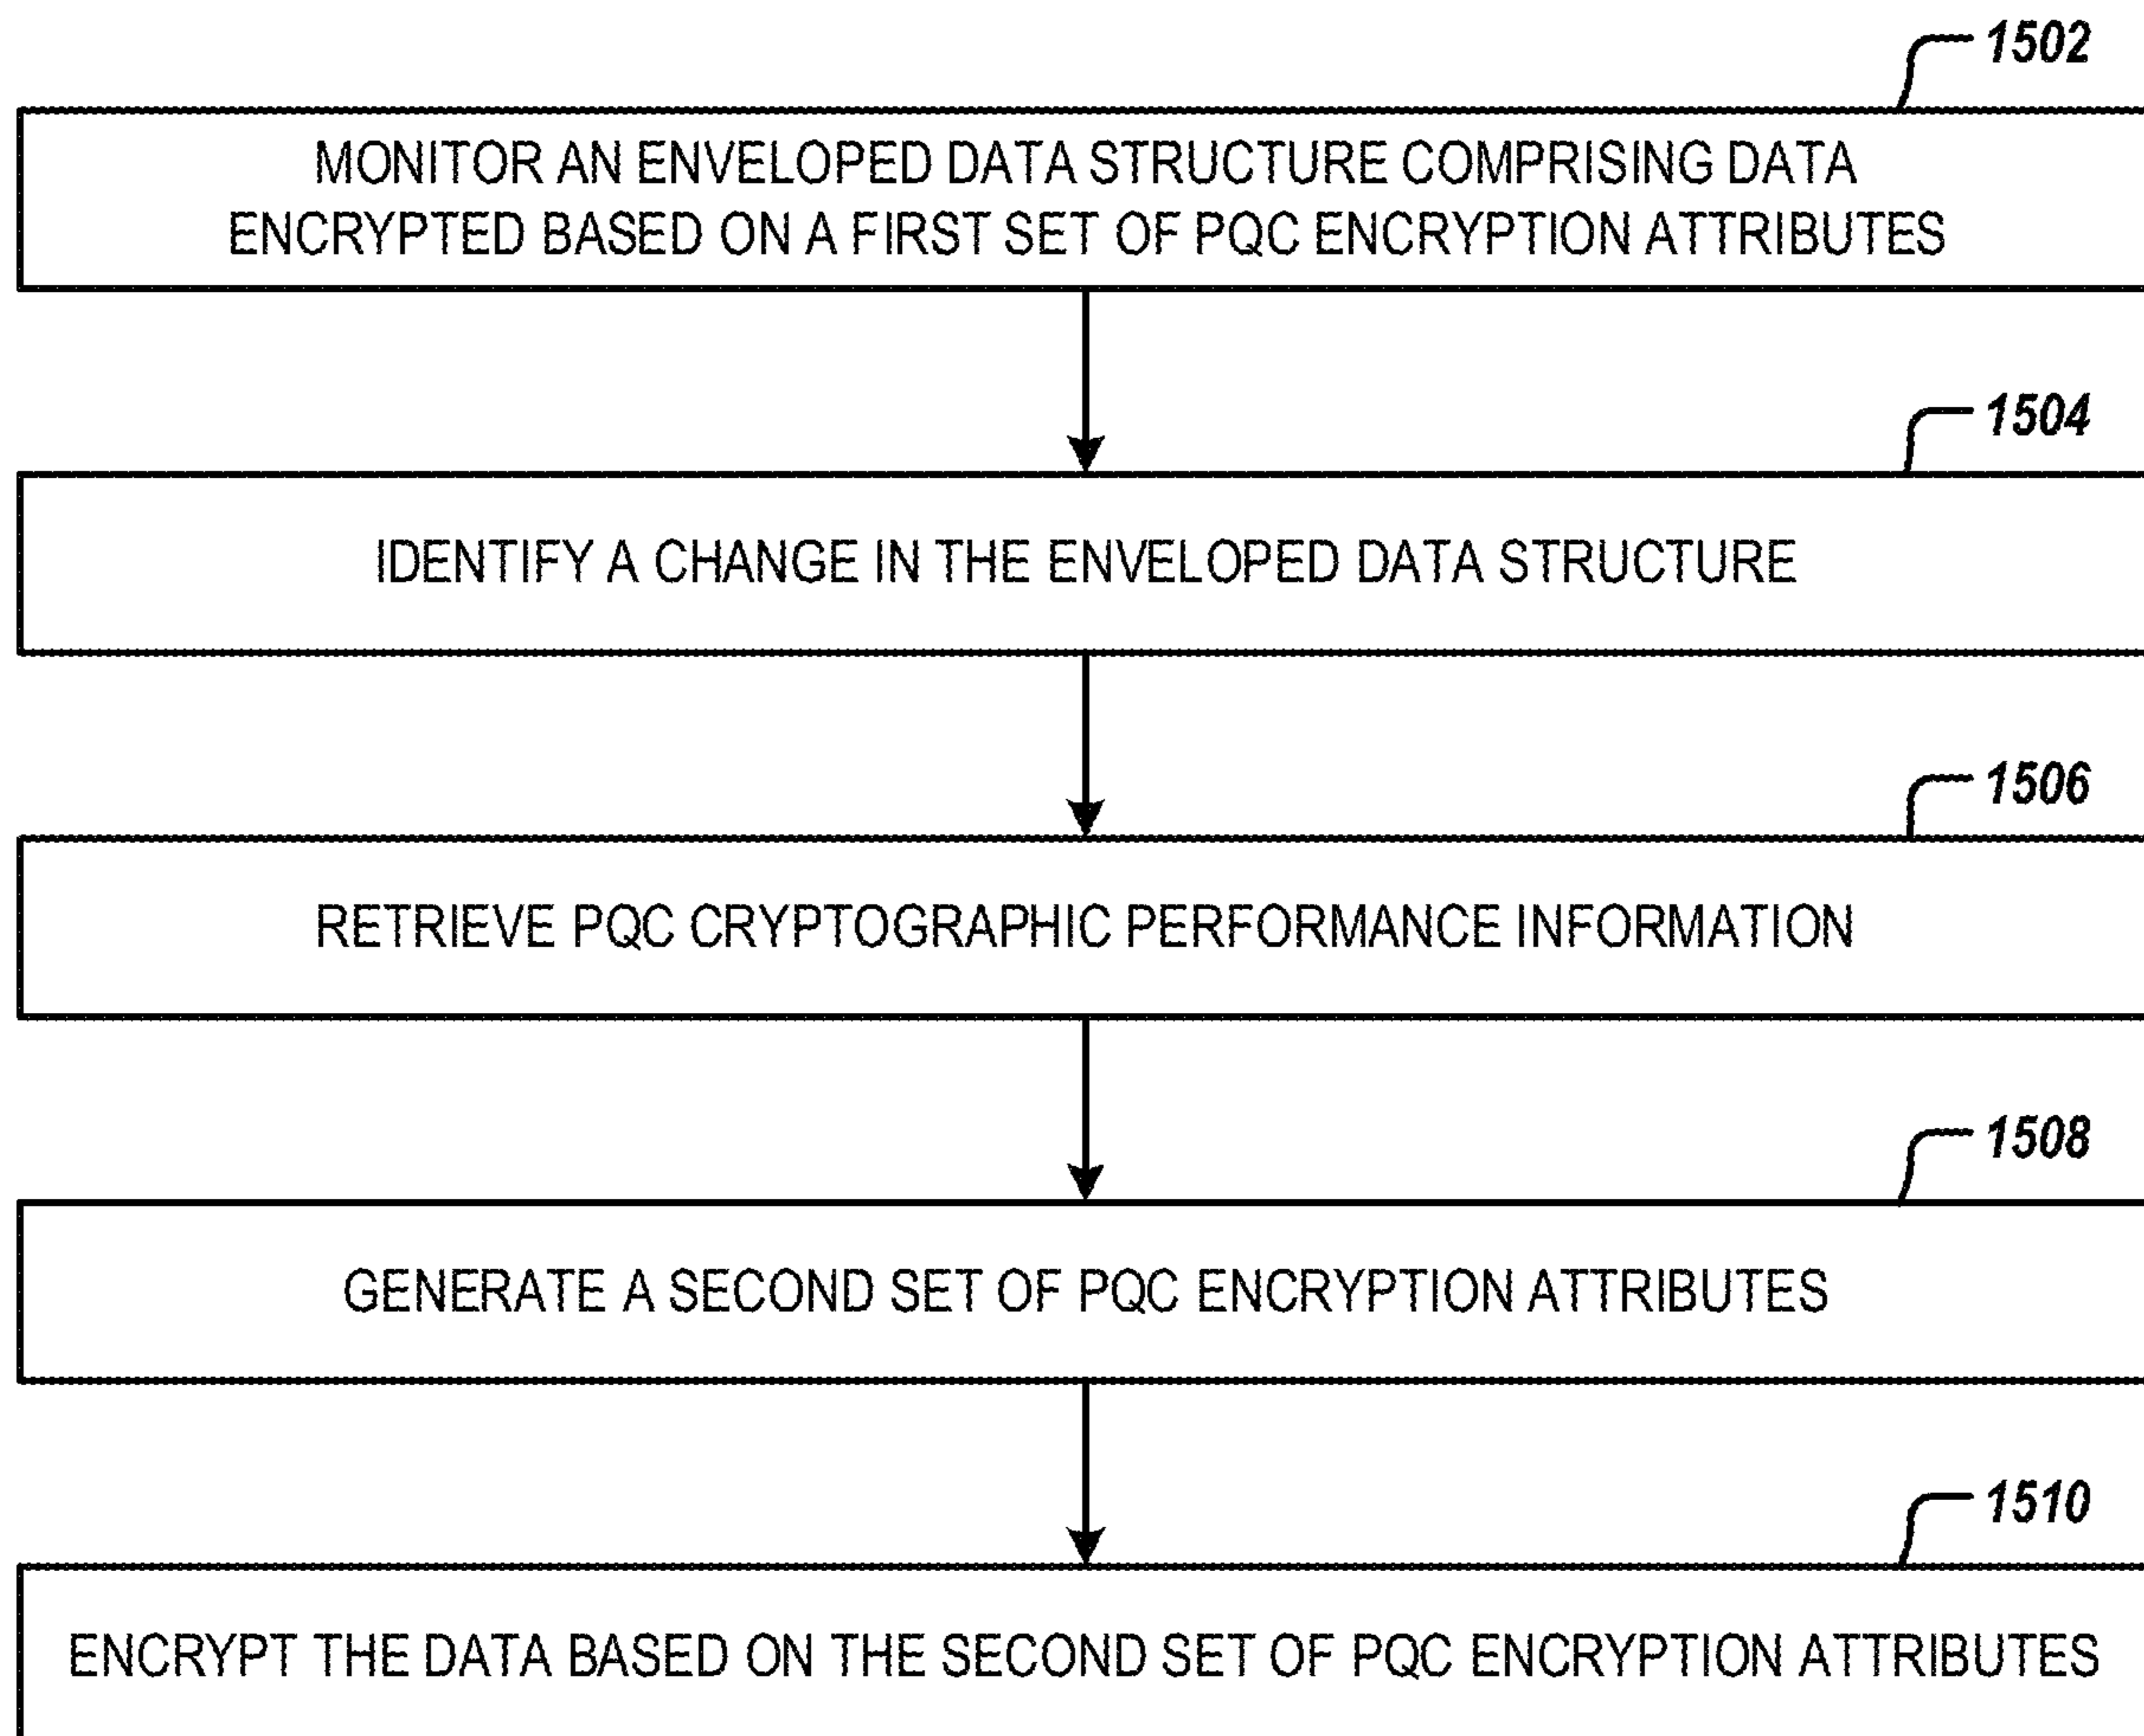 1502
MONITOR AN ENVELOPED DATA STRUCTURE COMPRISING DATA
ENCRYPTED BASED ON A FIRST SET OF PQC ENCRYPTION ATTRIBUTES
1504
IDENTIFY A CHANGE IN THE ENVELOPED DATA STRUCTURE
1506
RETRIEVE PQC CRYPTOGRAPHIC PERFORMANCE INFORMATION
1508
GENERATE A SECOND SET OF PQC ENCRYPTION ATTRIBUTES
1510
ENCRYPT THE DATA BASED ON THE SECOND SET OF PQC ENCRYPTION ATTRIBUTES